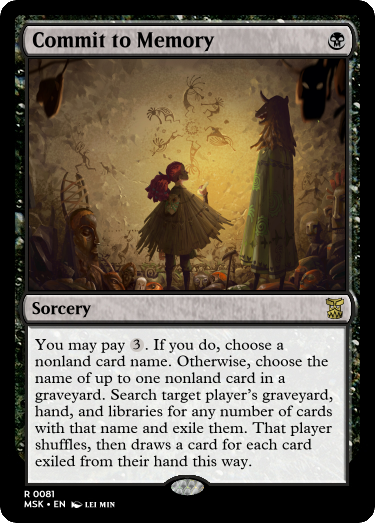 Commit to Memory
Sorcery
You may pay 3. If you do, choose a
nonland card name. Otherwise, choose the
name of up to one nonland card in a
graveyard. Search target player's graveyard,
hand, and libraries for any number of cards
with that name and exile them. That player
shuffles, then draws a card for each card
exiled from their hand this way.
R 0081
MSK • EN LEI MIN